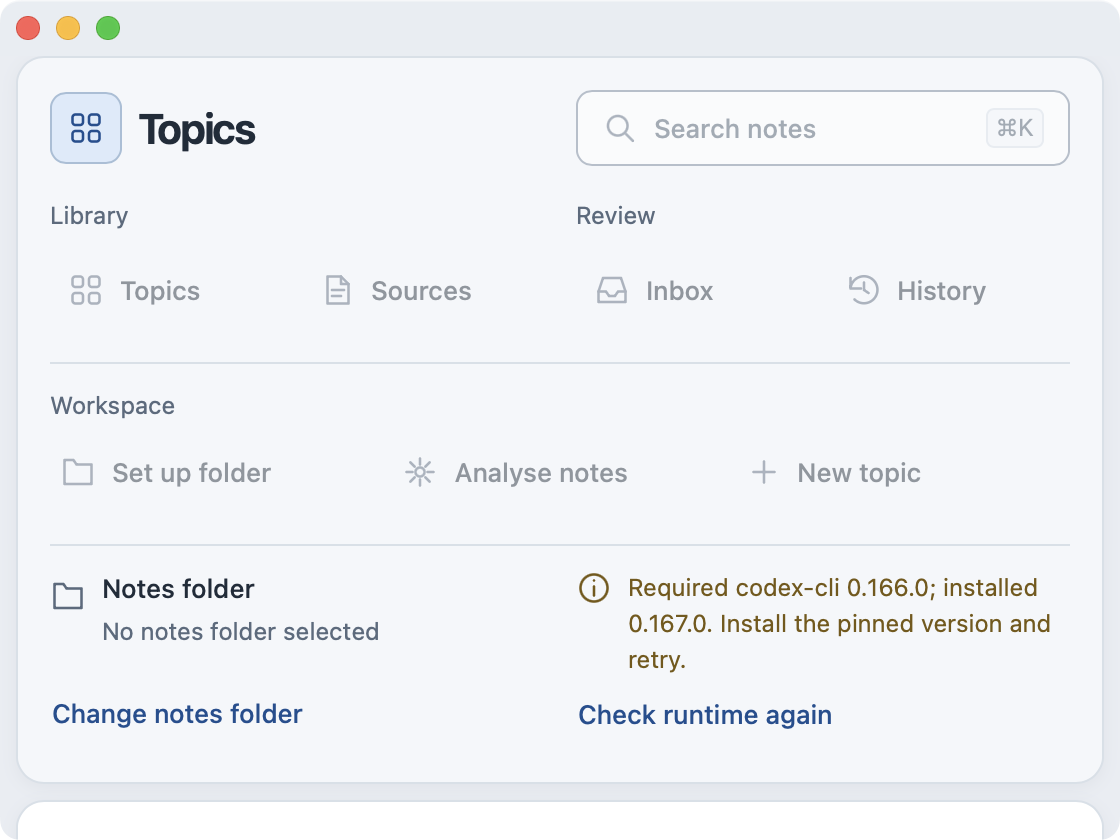 Topics
Search notes
⌘K
Library
Review
Topics
Sources
Inbox
History
Workspace
Set up folder
Analyse notes
New topic
Notes folder
No notes folder selected
Change notes folder
Required codex-cli 0.166.0; installed
0.167.0. Install the pinned version and
retry.
Check runtime again